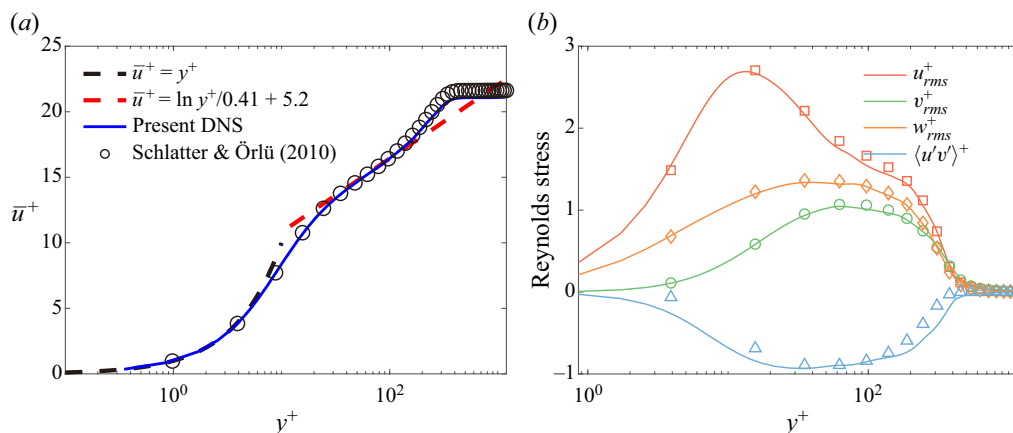 (a)
25
20
15
10
5
0
u̅⁺
u̅⁺ = y⁺
u̅⁺ = ln y⁺/0.41 + 5.2
Present DNS
Schlatter & Örlü (2010)
10⁰
10²
y⁺
(b)
3
2
1
0
–1
Reynolds stress
u⁺rms
v⁺rms
w⁺rms
⟨u′v′⟩⁺
10⁰
10²
y⁺